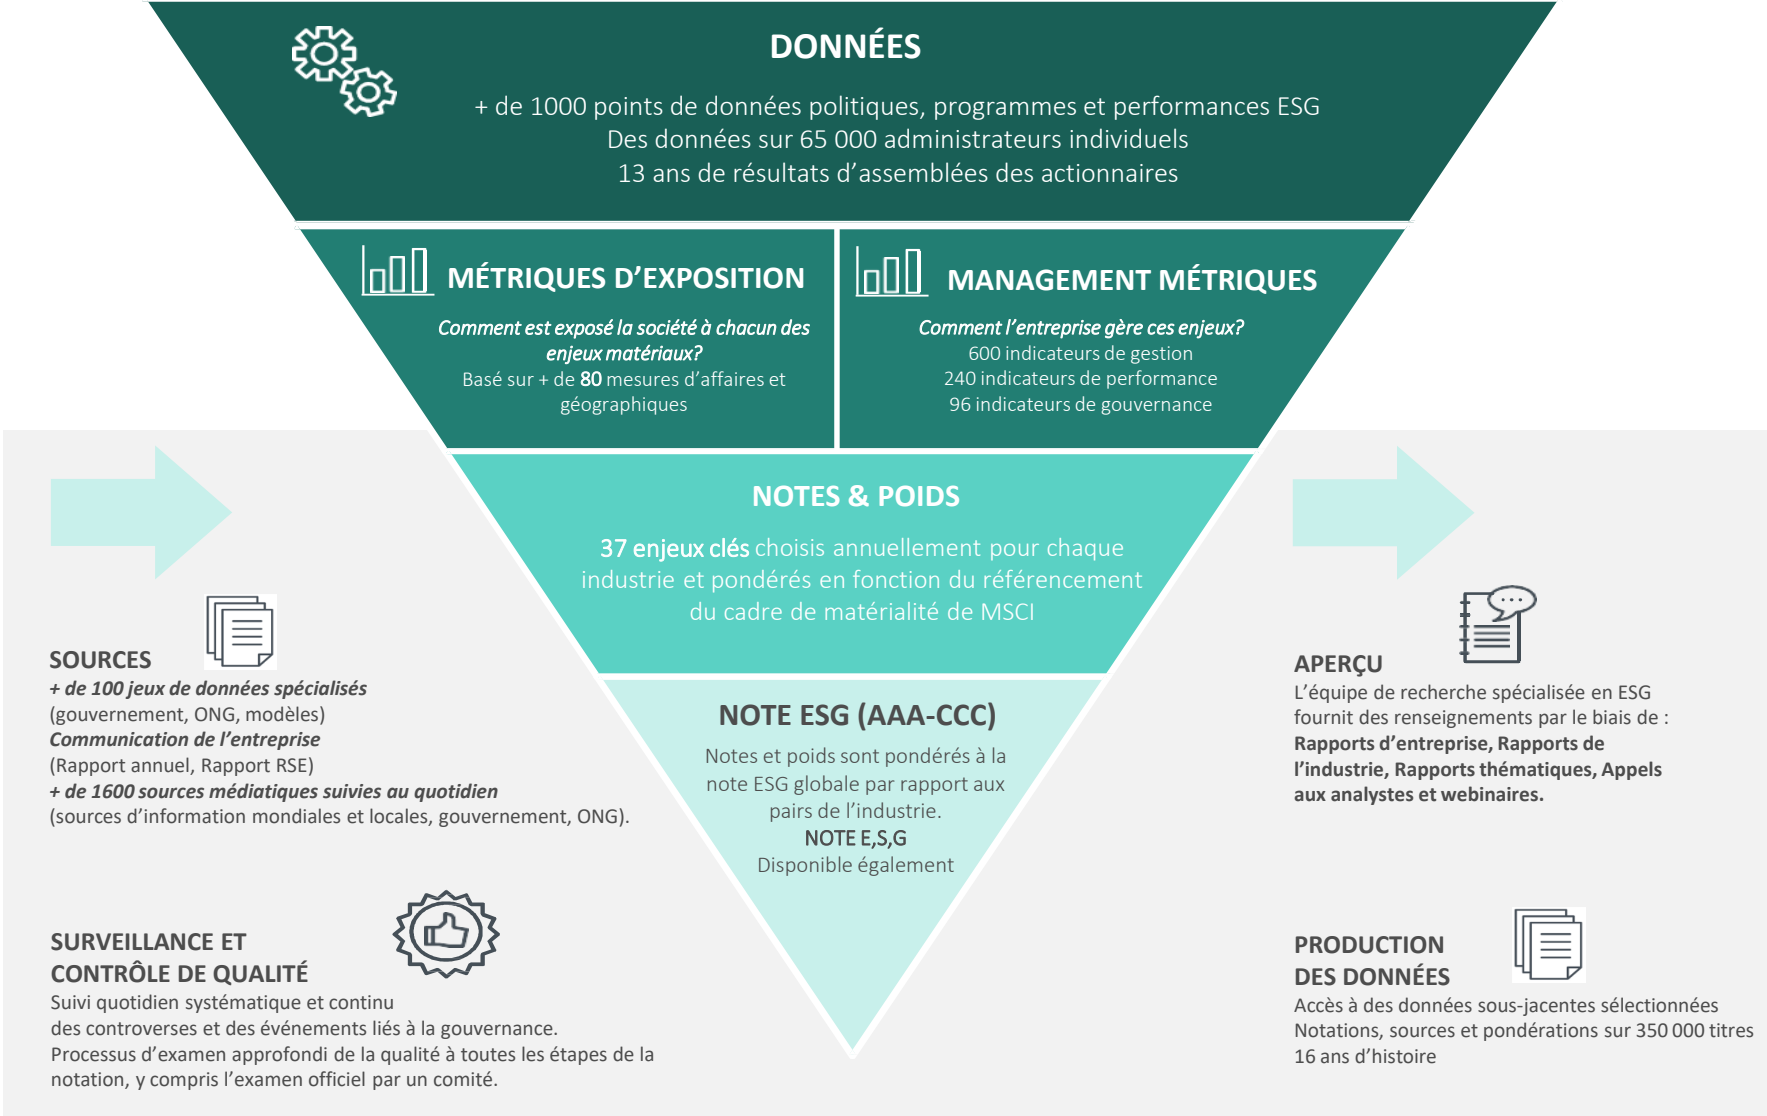 DONNÉES
+ de 1000 points de données politiques, programmes et performances ESG
Des données sur 65 000 administrateurs individuels
13 ans de résultats d’assemblées des actionnaires
MÉTRIQUES D’EXPOSITION
Comment est exposé la société à chacun des
enjeux matériaux?
Basé sur + de 80 mesures d’affaires et
géographiques
MANAGEMENT MÉTRIQUES
Comment l’entreprise gère ces enjeux?
600 indicateurs de gestion
240 indicateurs de performance
96 indicateurs de gouvernance
NOTES & POIDS
37 enjeux clés choisis annuellement pour chaque
industrie et pondérés en fonction du référencement
du cadre de matérialité de MSCI
NOTE ESG (AAA-CCC)
Notes et poids sont pondérés à la
note ESG globale par rapport aux
pairs de l’industrie.
NOTE E,S,G
Disponible également
SOURCES
+ de 100 jeux de données spécialisés
(gouvernement, ONG, modèles)
Communication de l’entreprise
(Rapport annuel, Rapport RSE)
+ de 1600 sources médiatiques suivies au quotidien
(sources d’information mondiales et locales, gouvernement, ONG).
SURVEILLANCE ET
CONTRÔLE DE QUALITÉ
Suivi quotidien systématique et continu
des controverses et des événements liés à la gouvernance.
Processus d’examen approfondi de la qualité à toutes les étapes de la
notation, y compris l’examen officiel par un comité.
APERÇU
L’équipe de recherche spécialisée en ESG
fournit des renseignements par le biais de :
Rapports d’entreprise, Rapports de
l’industrie, Rapports thématiques, Appels
aux analystes et webinaires.
PRODUCTION
DES DONNÉES
Accès à des données sous-jacentes sélectionnées
Notations, sources et pondérations sur 350 000 titres
16 ans d’histoire